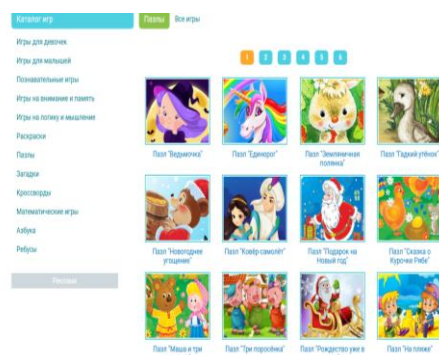 Каталог игр
Пазлы Все игры
Игры для девочек
Игры для малышей
Познавательные игры
Игры на внимание и память
Игры на логику и мышление
Раскраски
Пазлы
Загадки
Кроссворды
Математические игры
Азбука
Ребусы
Реклама
1 2 3 4 5 6
Пазл "Ведьмочка"
Пазл "Единорог"
Пазл "Земляничная
полянка"
Пазл "Гадкий утёнок"
Пазл "Новогоднее
угощение"
Пазл "Ковёр-самолёт"
Пазл "Подарок на
Новый год"
Пазл "Сказка о
Курочке Рябе"
Пазл "Маша и три
Пазл "Три поросёнка"
Пазл "Рождество уже в
Пазл "На пляже"